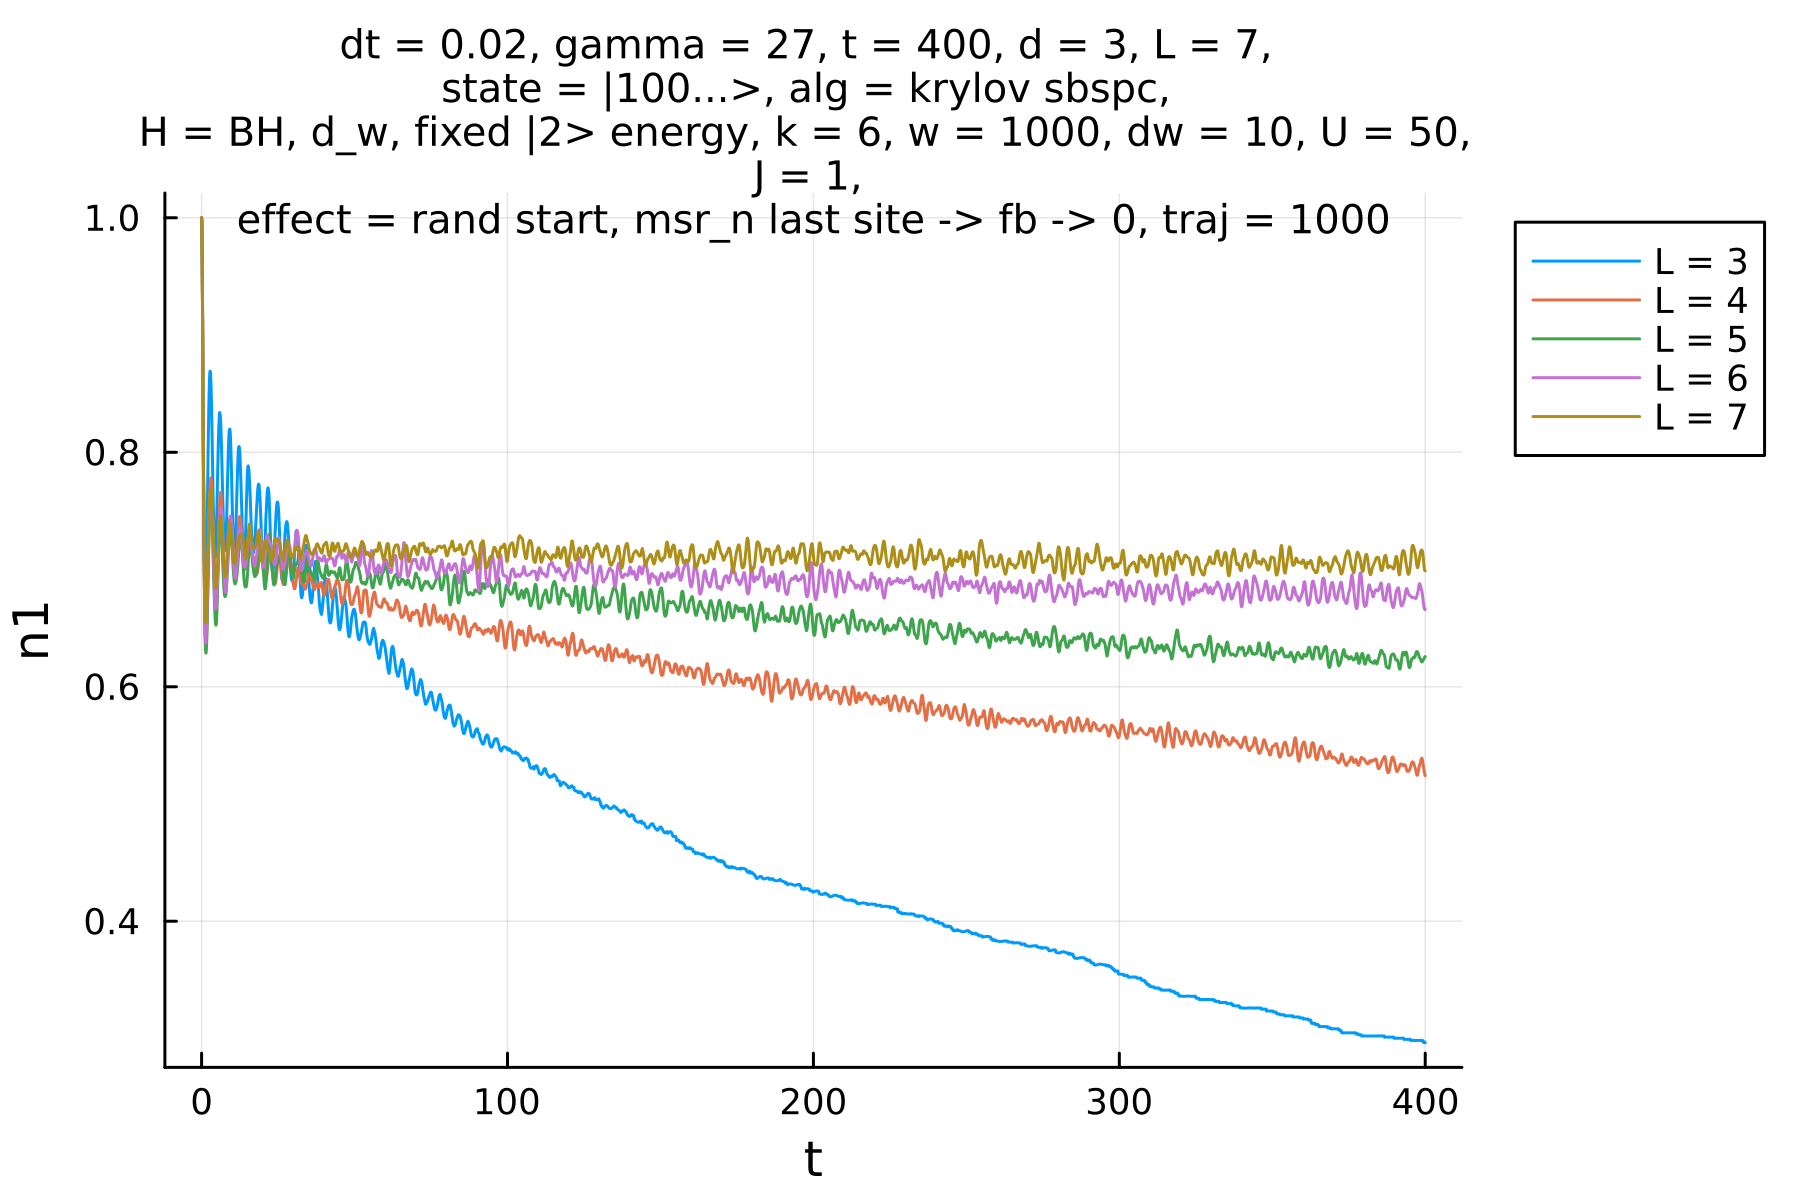 dt = 0.02, gamma = 27, t = 400, d = 3, L = 7,
state = |100...>, alg = krylov sbspc,
H = BH, d_w, fixed |2> energy, k = 6, w = 1000, dw = 10, U = 50,
J = 1,
effect = rand start, msr_n last site -> fb -> 0, traj = 1000
1.0
0.8
0.6
0.4
n1
0
100
200
300
400
t
L = 3
L = 4
L = 5
L = 6
L = 7